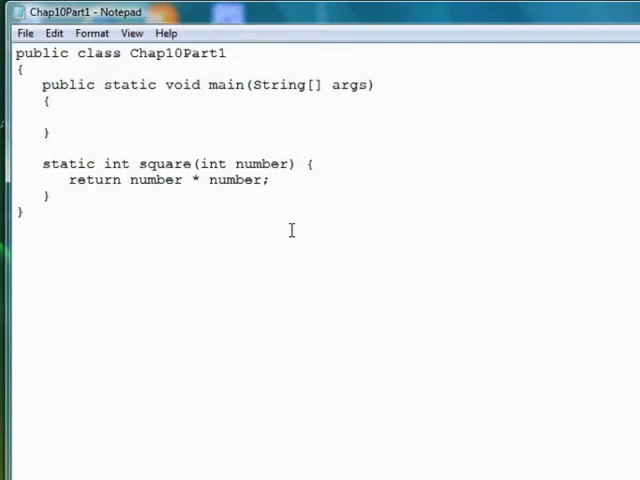 Chap10Part1 - Notepad
File Edit Format View Help
public class Chap10Part1
{
public static void main(String[] args)
{
}
static int square(int number) {
return number * number;
}
}